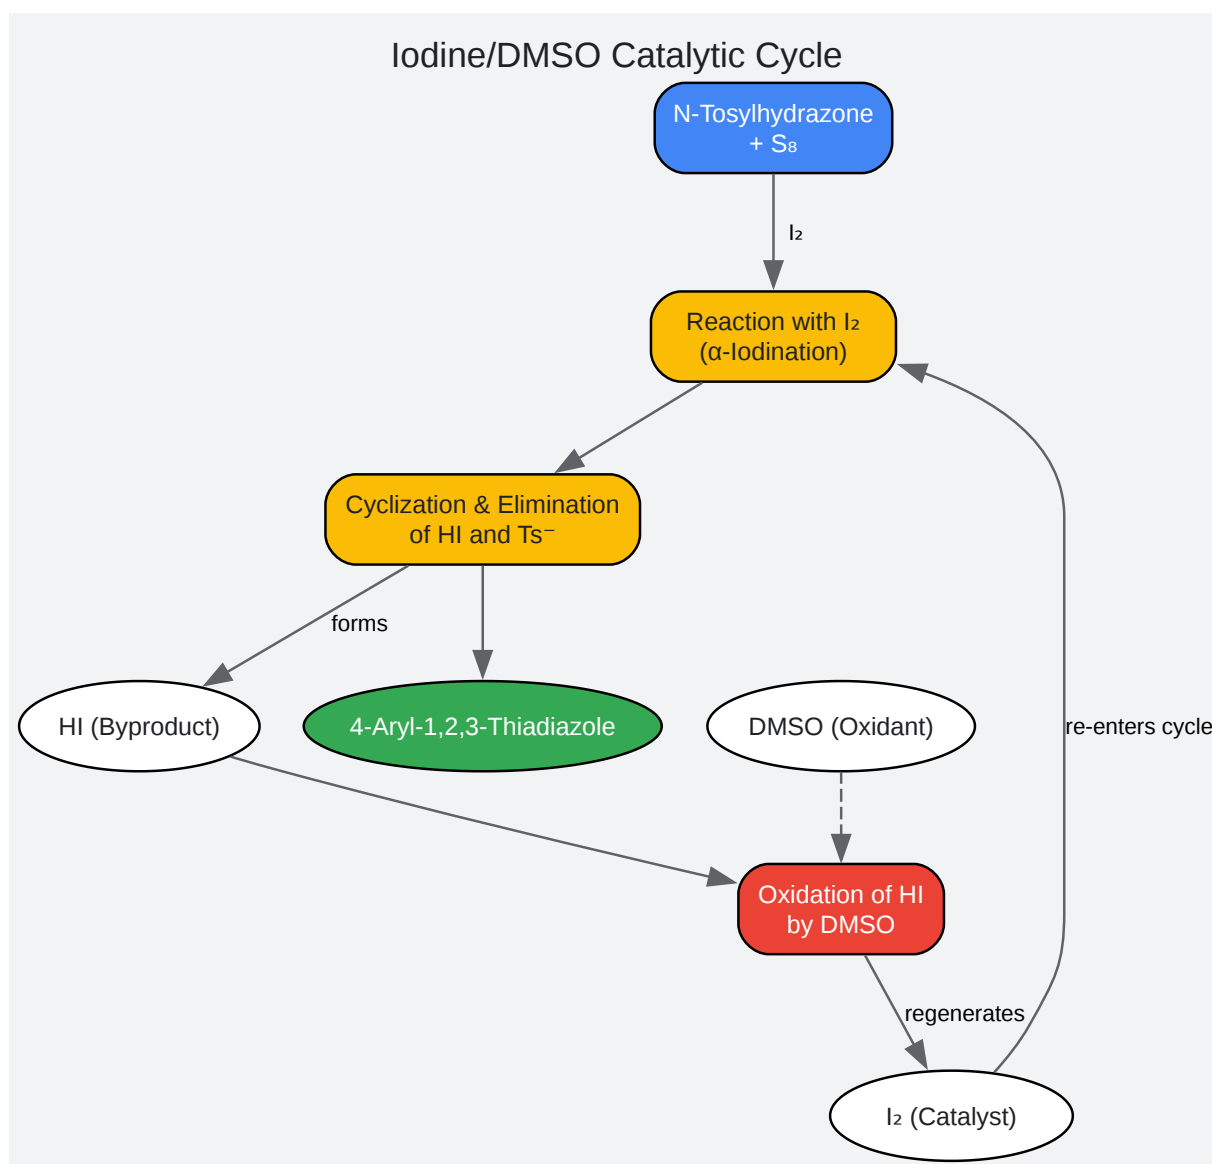 Iodine/DMSO Catalytic Cycle
N-Tosylhydrazone
+ S₈
I₂
Reaction with I₂
(α-Iodination)
Cyclization & Elimination
of HI and Ts⁻
forms
HI (Byproduct)
4-Aryl-1,2,3-Thiadiazole
DMSO (Oxidant)
re-enters cycle
Oxidation of HI
by DMSO
regenerates
I₂ (Catalyst)